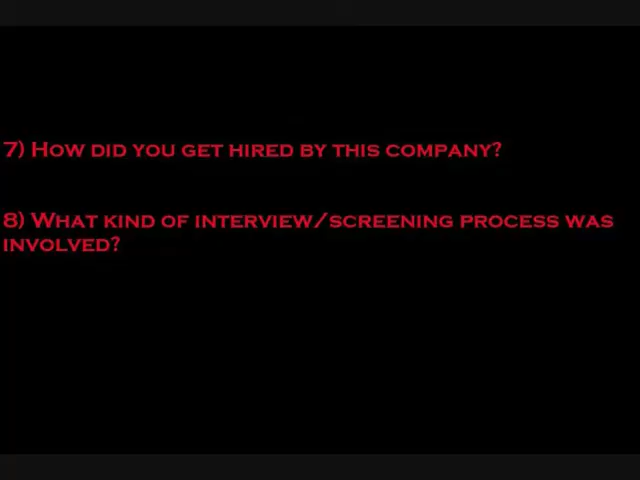 7) How did you get hired by this company?
8) What kind of interview/screening process was
involved?